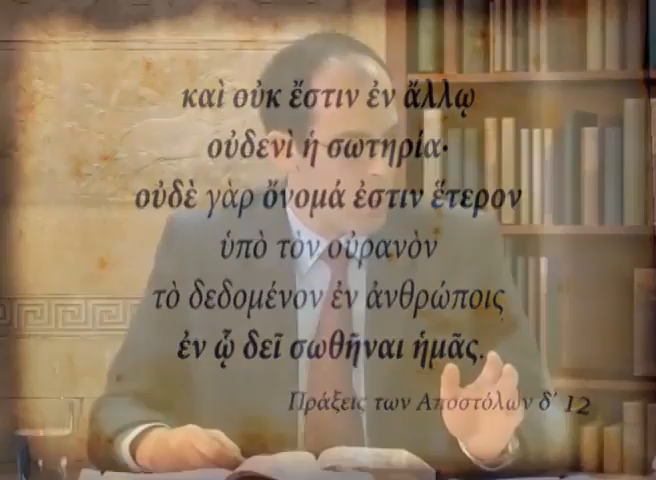 καὶ οὐκ ἔστιν ἐν ἄλλῳ
οὐδενὶ ἡ σωτηρία·
οὐδὲ γὰρ ὄνομά ἐστιν ἕτερον
ὑπὸ τὸν οὐρανὸν
τὸ δεδομένον ἐν ἀνθρώποις
ἐν ᾧ δεῖ σωθῆναι ἡμᾶς.
Πράξεις των Αποστόλων δ' 12